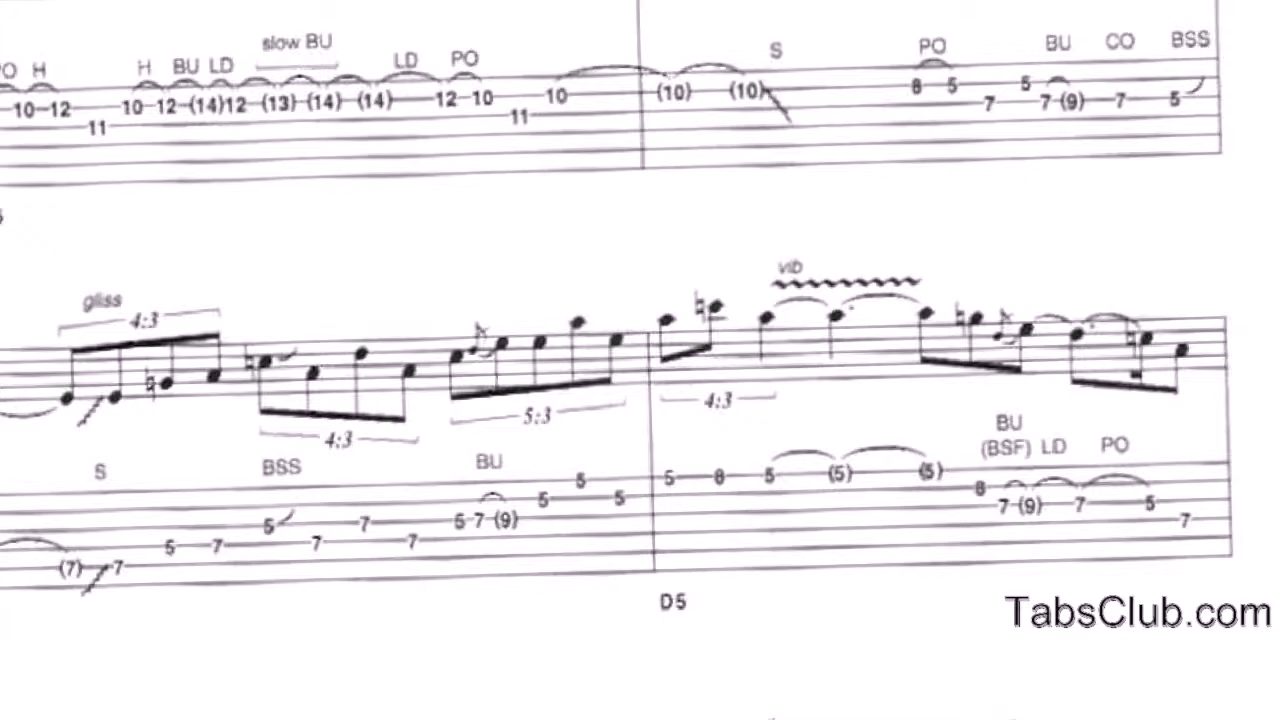 slow BU
PO H H BU LD LD PO S PO BU CO BSS
10 12 11 10 12 (14) 12 (13) (14) (14) 12 10 11 10 (10) (10) 8 5 7 5 7 (9) 7 5
vib
gliss
4:3 4:3 5:3 4:3
BU
S BSS BU (BSF) LD PO
(7) 7 5 7 5 7 7 7 5 7 (9) 5 5 5 5 8 5 (5) (5) 8 7 (9) 7 5 7
D5
TabsClub.com